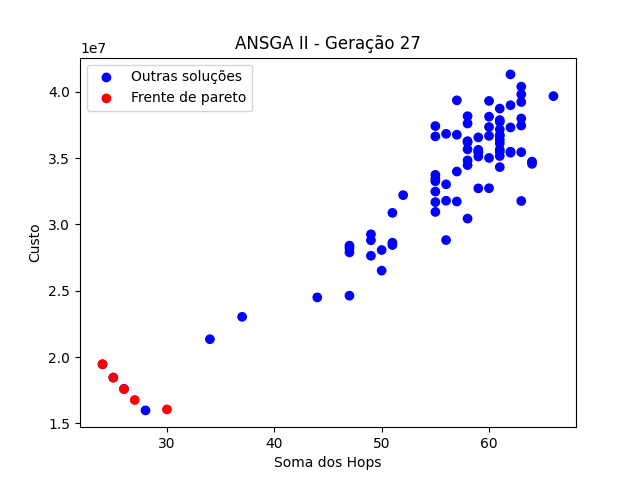 ANSGA II - Geração 27
1e7
Outras soluções
Frente de pareto
4.0
3.5
3.0
2.5
2.0
1.5
Custo
30
40
50
60
Soma dos Hops